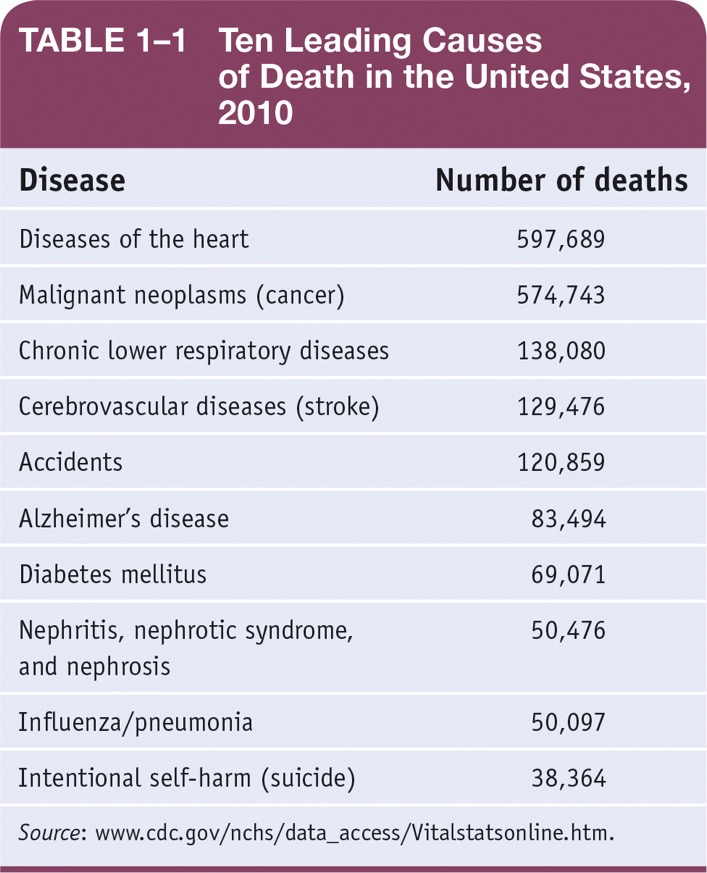 TABLE 1–1 Ten Leading Causes
of Death in the United States,
2010
Disease Number of deaths
Diseases of the heart 597,689
Malignant neoplasms (cancer) 574,743
Chronic lower respiratory diseases 138,080
Cerebrovascular diseases (stroke) 129,476
Accidents 120,859
Alzheimer’s disease 83,494
Diabetes mellitus 69,071
Nephritis, nephrotic syndrome, 50,476
and nephrosis
Influenza/pneumonia 50,097
Intentional self-harm (suicide) 38,364
Source: www.cdc.gov/nchs/data_access/Vitalstatsonline.htm.